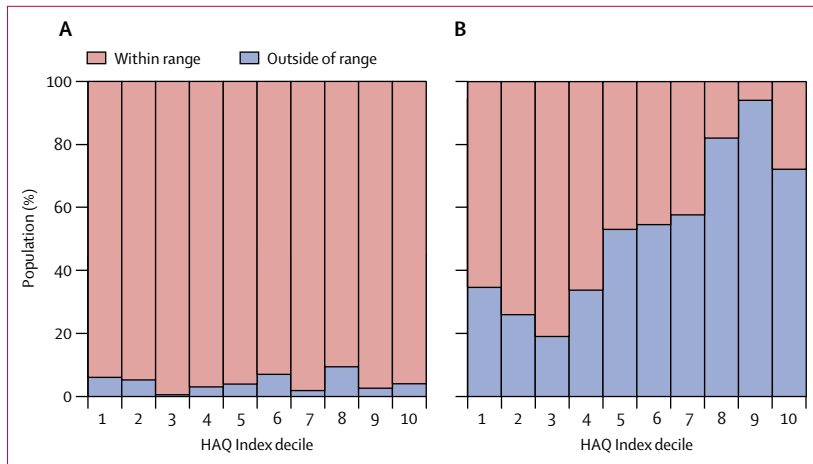 A
B
Within range
Outside of range
Population (%)
100
80
60
40
20
0
1 2 3 4 5 6 7 8 9 10
HAQ Index decile
1 2 3 4 5 6 7 8 9 10
HAQ Index decile